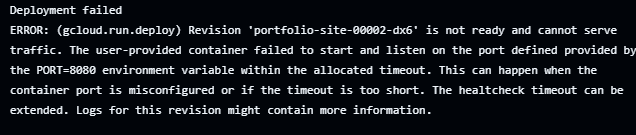 Deployment failed
ERROR: (gcloud.run.deploy) Revision 'portfolio-site-00002-dx6' is not ready and cannot serve
traffic. The user-provided container failed to start and listen on the port defined provided by
the PORT=8080 environment variable within the allocated timeout. This can happen when the
container port is misconfigured or if the timeout is too short. The healtcheck timeout can be
extended. Logs for this revision might contain more information.